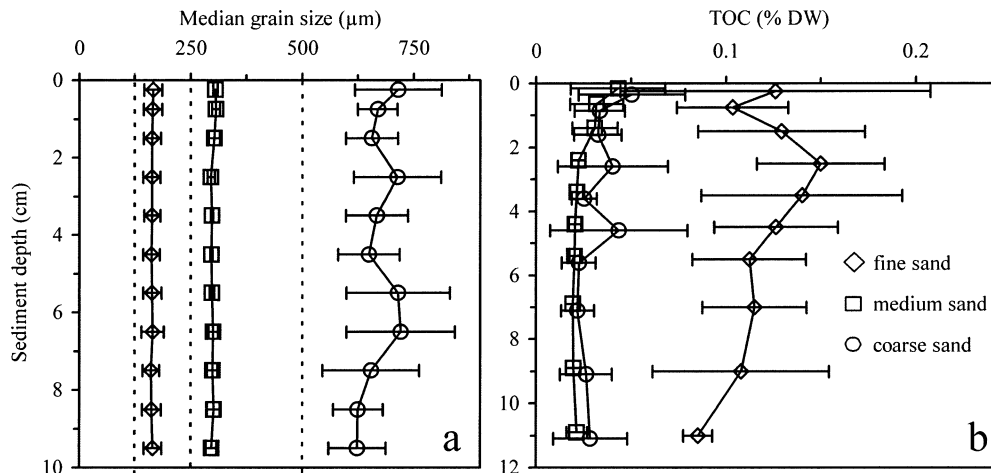 Median grain size (µm)
0 250 500 750
0
2
4
6
8
10
Sediment depth (cm)
a
TOC (% DW)
0 0.1 0.2
0
2
4
6
8
10
12
fine sand
medium sand
coarse sand
b